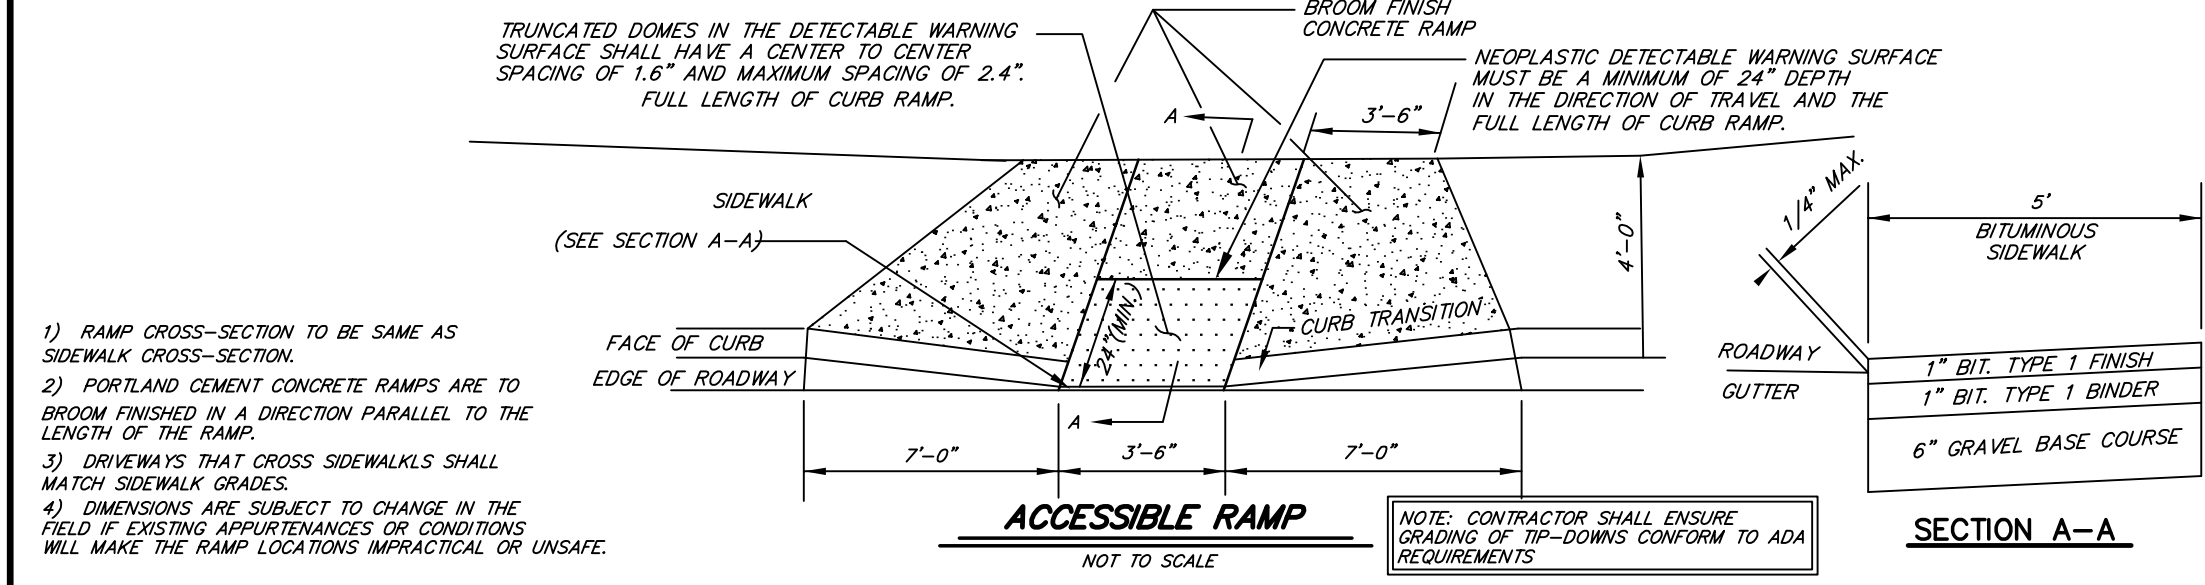 TRUNCATED DOMES IN THE DETECTABLE WARNING
SURFACE SHALL HAVE A CENTER TO CENTER
SPACING OF 1.6" AND MAXIMUM SPACING OF 2.4".
FULL LENGTH OF CURB RAMP.
BROOM FINISH
CONCRETE RAMP
NEOPLASTIC DETECTABLE WARNING SURFACE
MUST BE A MINIMUM OF 24" DEPTH
IN THE DIRECTION OF TRAVEL AND THE
FULL LENGTH OF CURB RAMP.
A
3'-6"
SIDEWALK
(SEE SECTION A-A)
4'-0"
1/4" MAX.
5'
BITUMINOUS
SIDEWALK
24"(MIN.)
CURB TRANSITION
FACE OF CURB
EDGE OF ROADWAY
ROADWAY
GUTTER
1" BIT. TYPE 1 FINISH
1" BIT. TYPE 1 BINDER
6" GRAVEL BASE COURSE
A
7'-0"
3'-6"
7'-0"
1) RAMP CROSS-SECTION TO BE SAME AS
SIDEWALK CROSS-SECTION.
2) PORTLAND CEMENT CONCRETE RAMPS ARE TO
BROOM FINISHED IN A DIRECTION PARALLEL TO THE
LENGTH OF THE RAMP.
3) DRIVEWAYS THAT CROSS SIDEWALKLS SHALL
MATCH SIDEWALK GRADES.
4) DIMENSIONS ARE SUBJECT TO CHANGE IN THE
FIELD IF EXISTING APPURTENANCES OR CONDITIONS
WILL MAKE THE RAMP LOCATIONS IMPRACTICAL OR UNSAFE.
ACCESSIBLE RAMP
NOT TO SCALE
NOTE: CONTRACTOR SHALL ENSURE
GRADING OF TIP-DOWNS CONFORM TO ADA
REQUIREMENTS
SECTION A-A